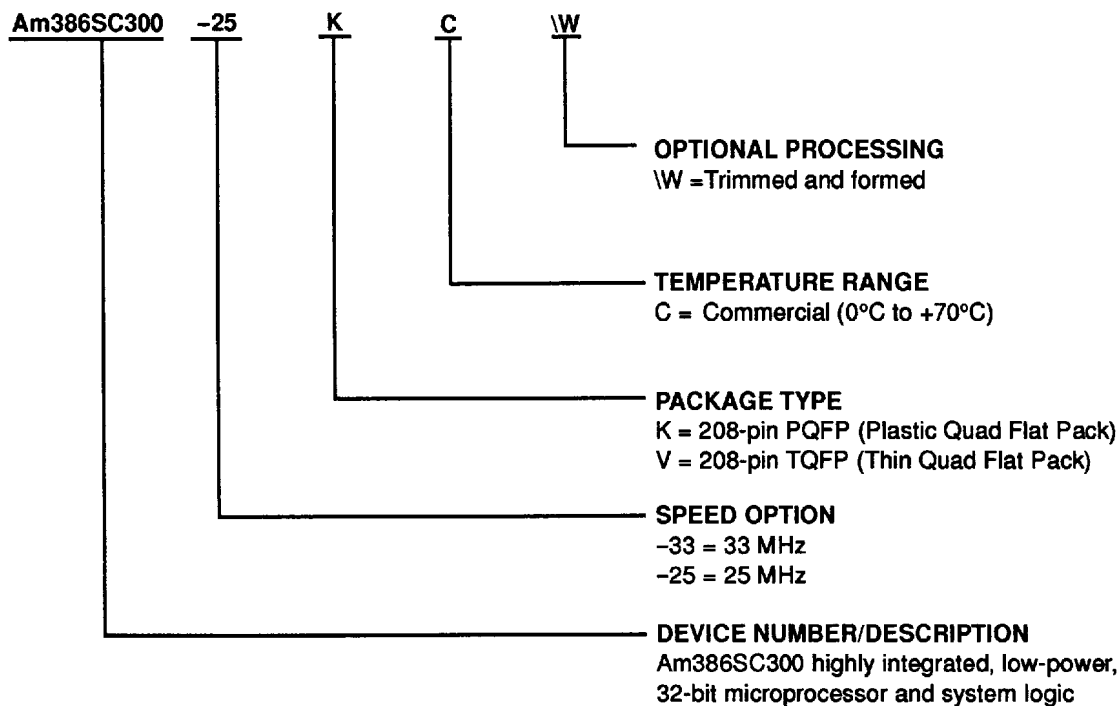 Am386SC300 –25 K C \W
OPTIONAL PROCESSING
\W =Trimmed and formed
TEMPERATURE RANGE
C = Commercial (0°C to +70°C)
PACKAGE TYPE
K = 208-pin PQFP (Plastic Quad Flat Pack)
V = 208-pin TQFP (Thin Quad Flat Pack)
SPEED OPTION
–33 = 33 MHz
–25 = 25 MHz
DEVICE NUMBER/DESCRIPTION
Am386SC300 highly integrated, low-power,
32-bit microprocessor and system logic